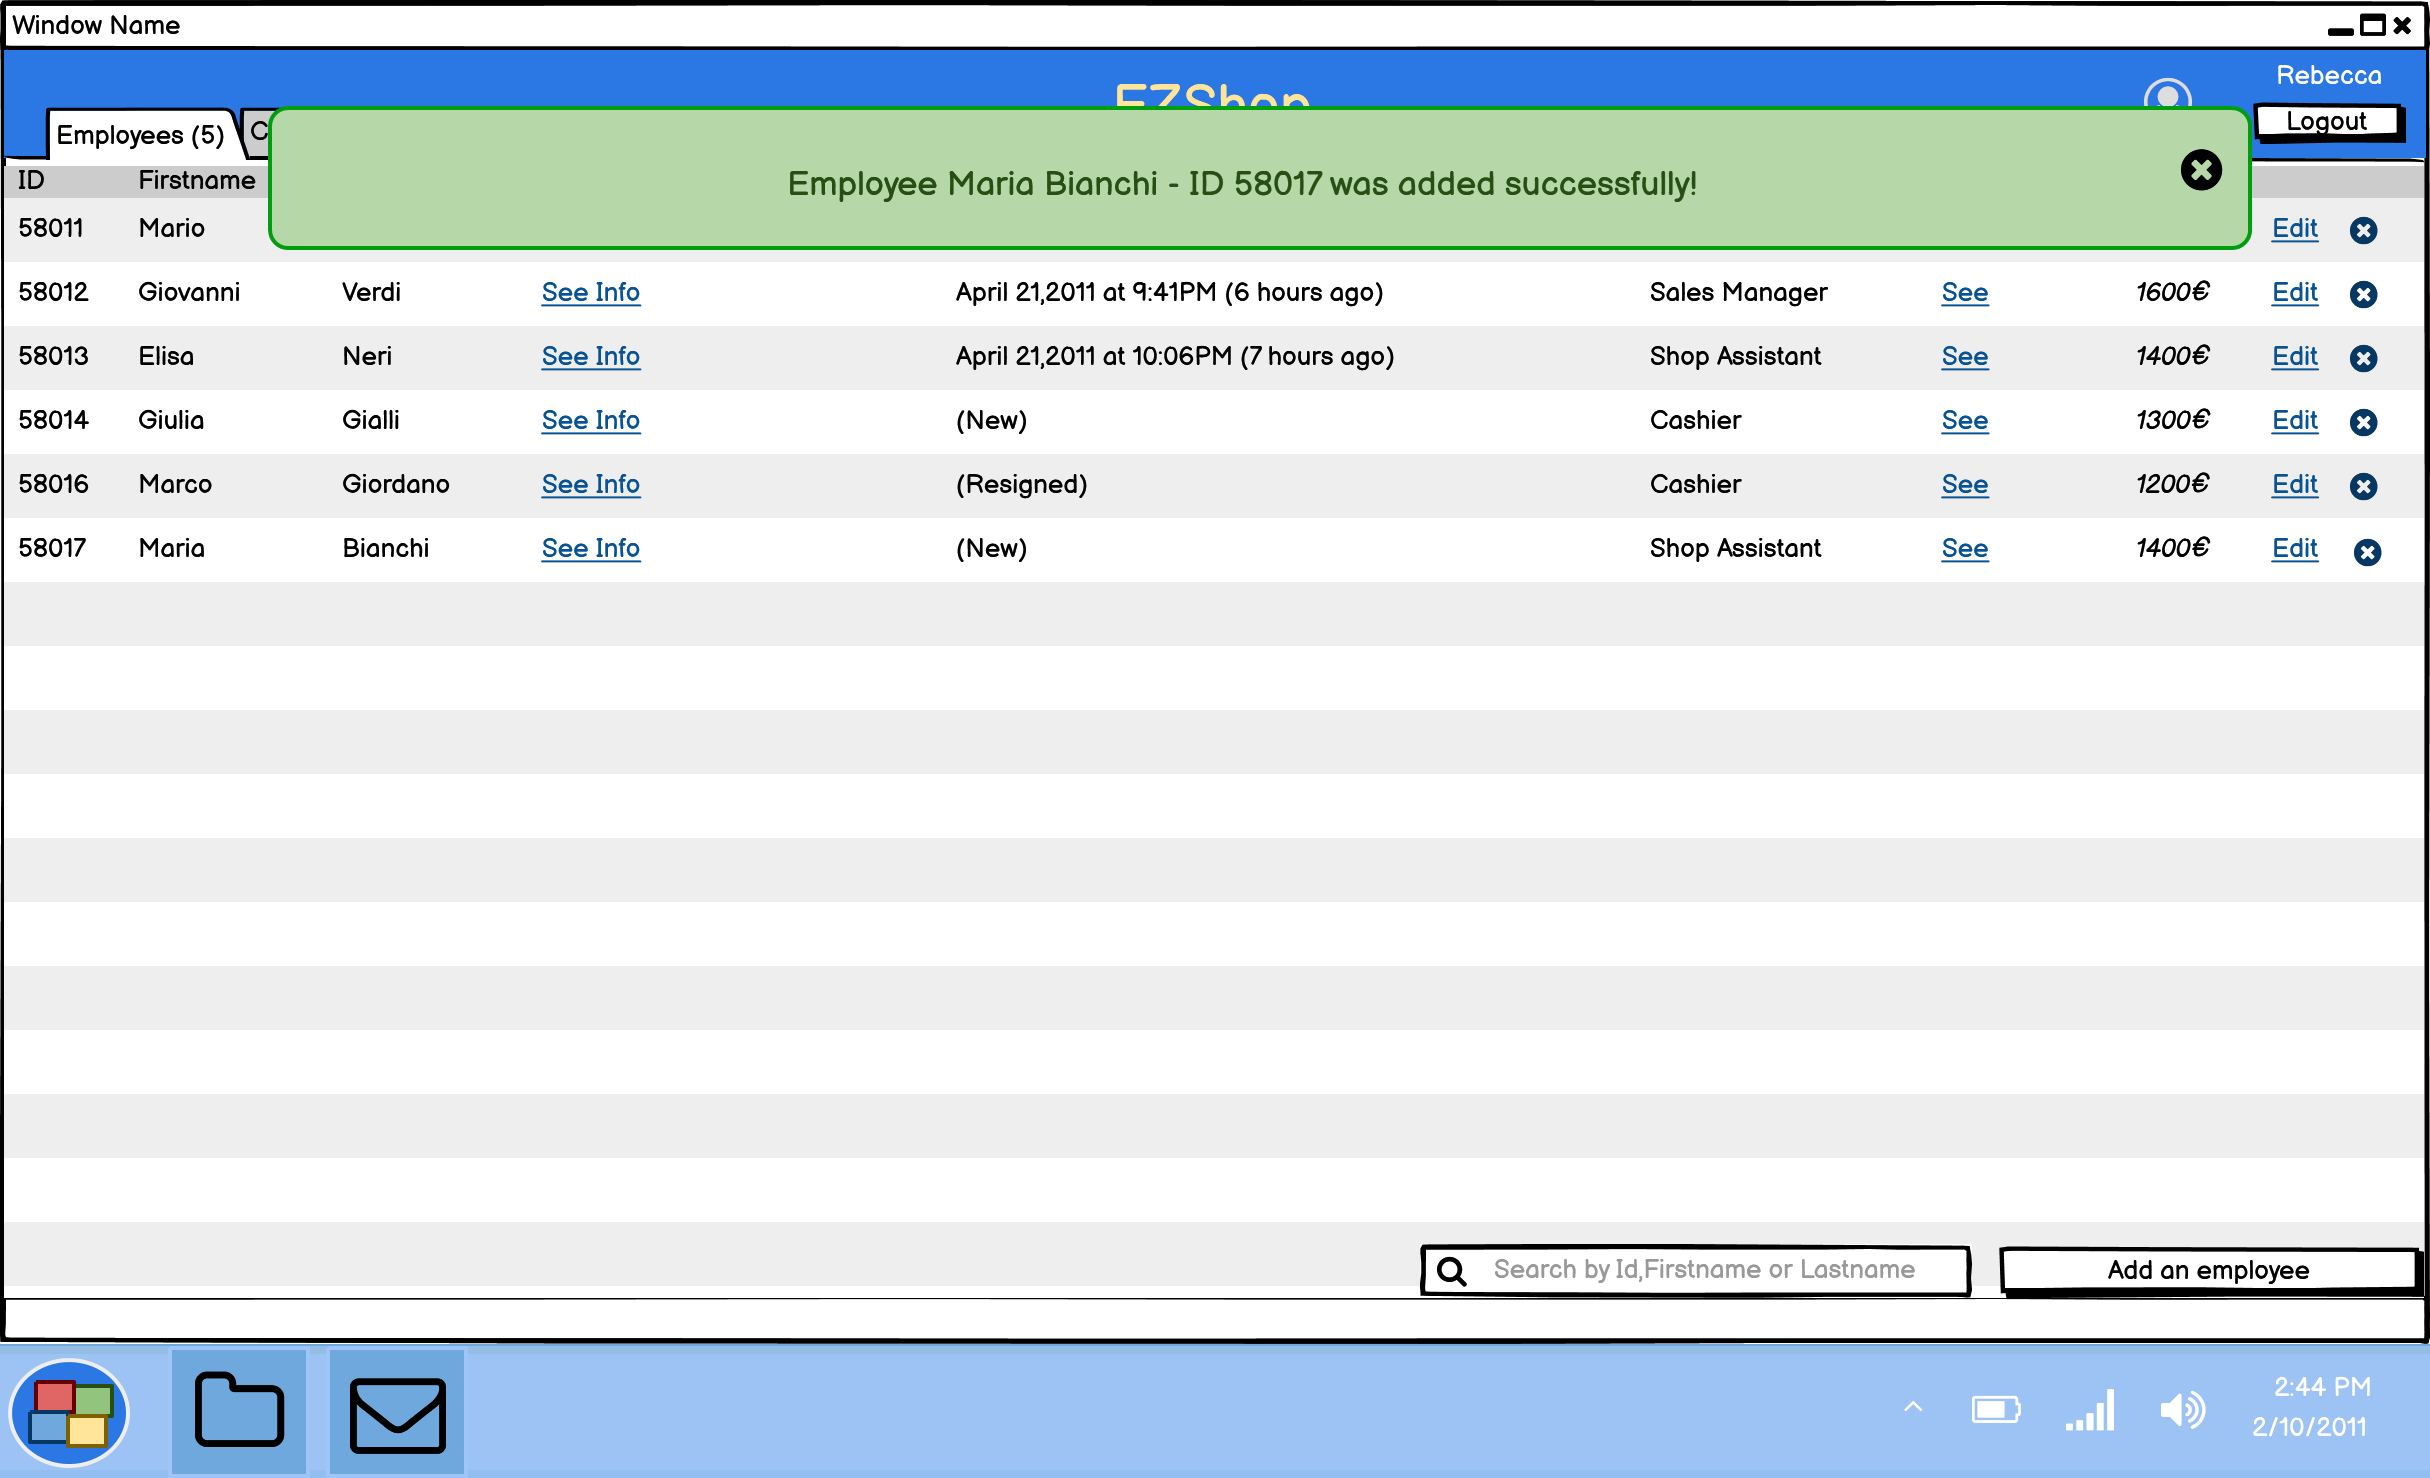 Window Name
EZShop
Rebecca
Logout
Employees (5)
ID Firstname
Employee Maria Bianchi - ID 58017 was added successfully!
58011 Mario Edit
58012 Giovanni Verdi See Info April 21,2011 at 9:41PM (6 hours ago) Sales Manager See 1600€ Edit
58013 Elisa Neri See Info April 21,2011 at 10:06PM (7 hours ago) Shop Assistant See 1400€ Edit
58014 Giulia Gialli See Info (New) Cashier See 1300€ Edit
58016 Marco Giordano See Info (Resigned) Cashier See 1200€ Edit
58017 Maria Bianchi See Info (New) Shop Assistant See 1400€ Edit
Search by Id,Firstname or Lastname
Add an employee
2:44 PM
2/10/2011